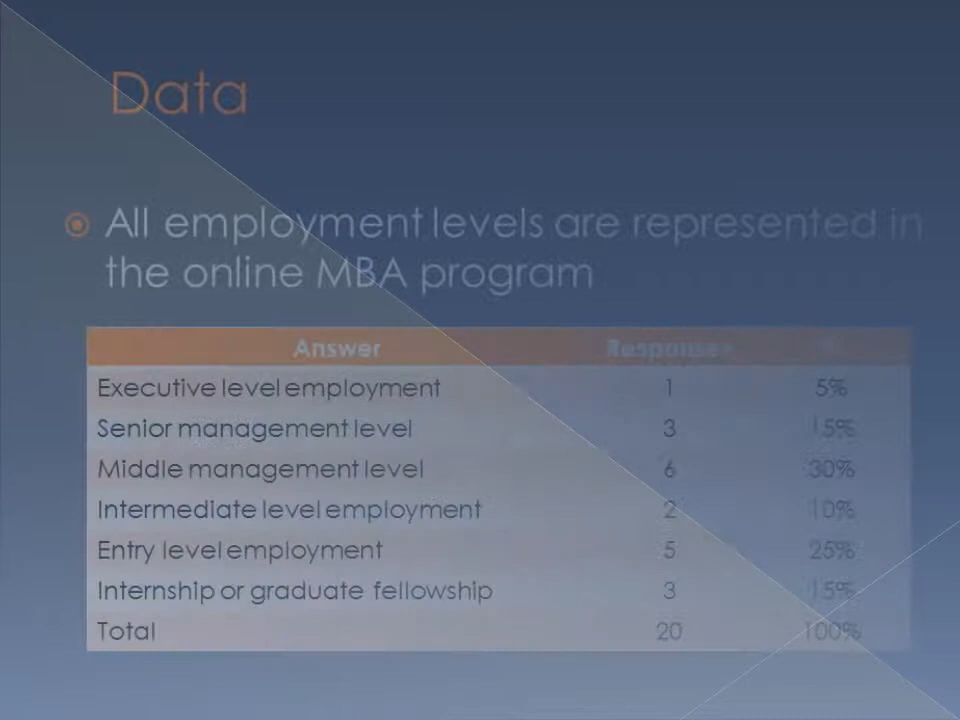 Data
All employment levels are represented in
the online MBA program
Answer Responses
Executive level employment 1 5%
Senior management level 3 15%
Middle management level 6 30%
Intermediate level employment 2 10%
Entry level employment 5 25%
Internship or graduate fellowship 3 15%
Total 20 100%